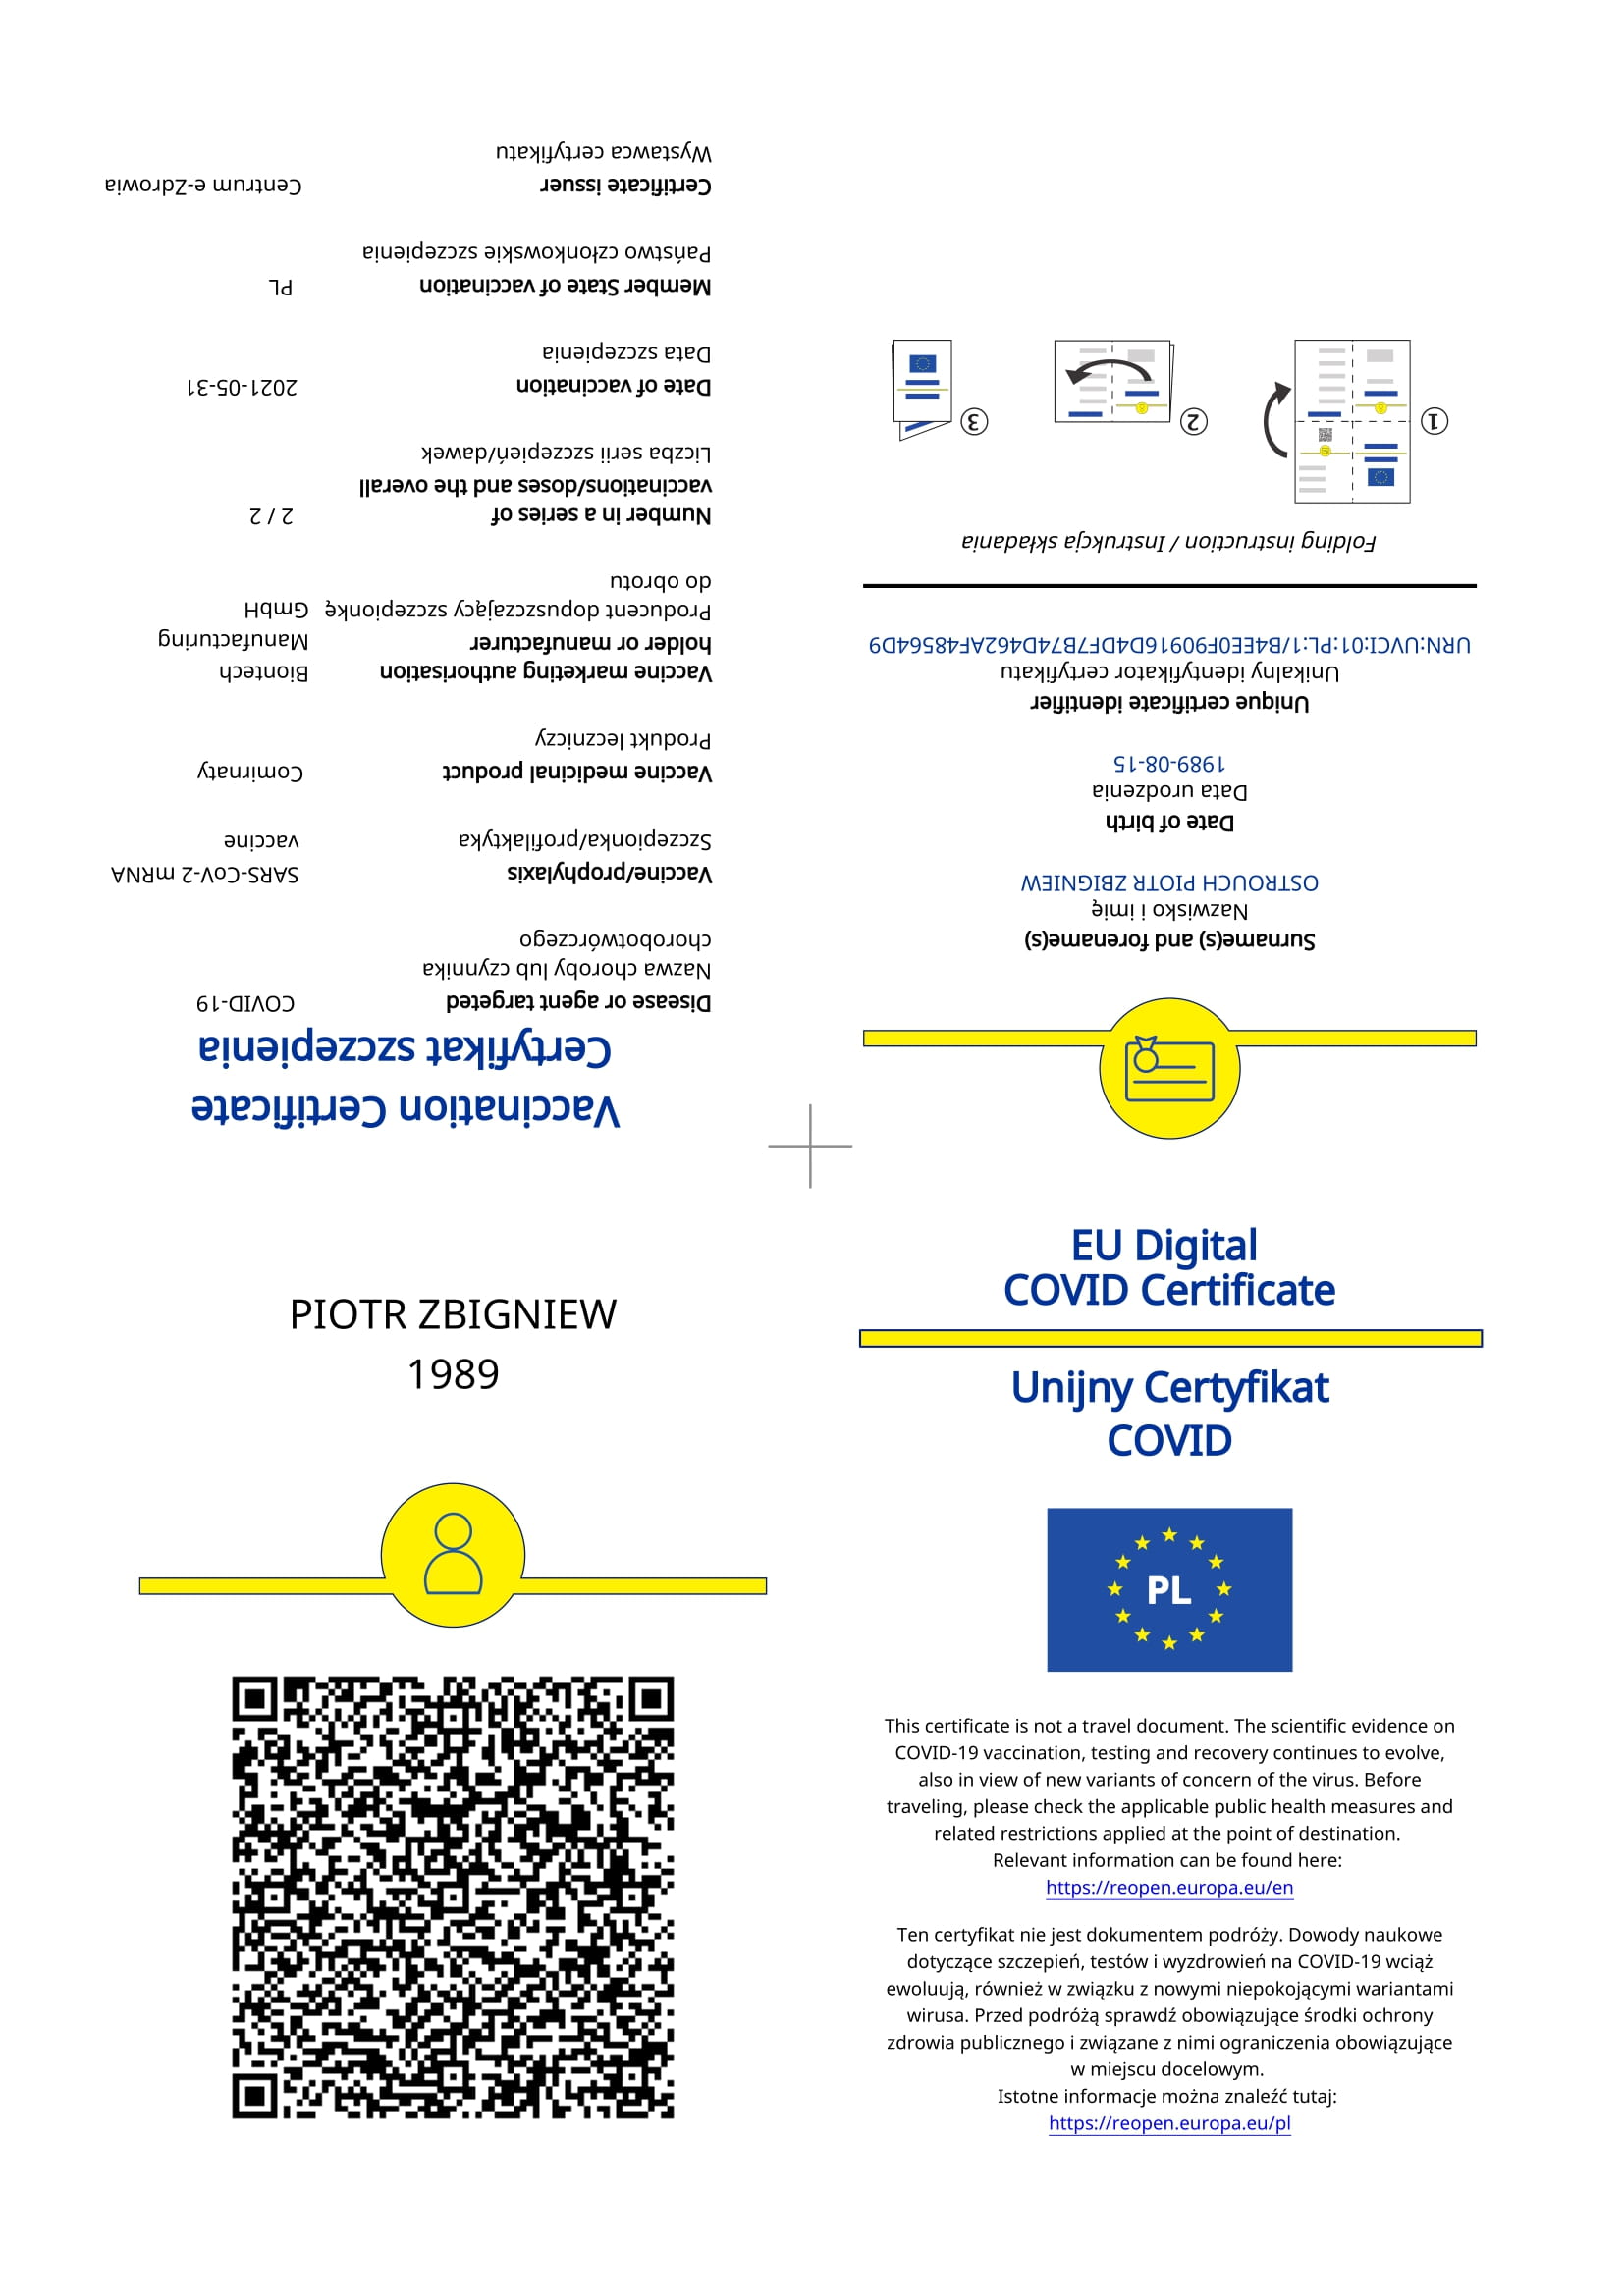 This certificate is not a travel document. The scientific evidence on
COVID-19 vaccination, testing and recovery continues to evolve,
also in view of new variants of concern of the virus. Before
traveling, please check the applicable public health measures and
related restrictions applied at the point of destination.
Relevant information can be found here:
https://reopen.europa.eu/en
Ten certyfikat nie jest dokumentem podróży. Dowody naukowe
dotyczące szczepień, testów i wyzdrowień na COVID-19 wciąż
ewoluują, również w związku z nowymi niepokojącymi wariantami
wirusa. Przed podróżą sprawdź obowiązujące środki ochrony
zdrowia publicznego i związane z nimi ograniczenia obowiązujące
w miejscu docelowym.
Istotne informacje można znaleźć tutaj:
https://reopen.europa.eu/pl
EU Digital
COVID Certificate
Unijny Certyfikat
COVID
PL
PIOTR ZBIGNIEW
1989
Surname(s) and forename(s)
Nazwisko i imię
OSTROUCH PIOTR ZBIGNIEW
Date of birth
Data urodzenia
1989-08-15
Unique certificate identifier
Unikalny identyfikator certyfikatu
URN:UVCI:01:PL:1/B4EE0F90916D4DF7B74D462AF48564D9
Folding instruction / Instrukcja składania
1
2
3
Vaccination Certificate
Certyfikat szczepienia
Disease or agent targeted
COVID-19
Nazwa choroby lub czynnika
chorobotwórczego
Vaccine/prophylaxis
SARS-CoV-2 mRNA
Szczepionka/profilaktyka
vaccine
Vaccine medicinal product
Comirnaty
Produkt leczniczy
Vaccine marketing authorisation
Biontech
holder or manufacturer
Manufacturing
Producent dopuszczający szczepionkę
GmbH
do obrotu
Number in a series of
2 / 2
vaccinations/doses and the overall
Liczba serii szczepień/dawek
Date of vaccination
2021-05-31
Data szczepienia
Member State of vaccination
PL
Państwo członkowskie szczepienia
Certificate issuer
Centrum e-Zdrowia
Wystawca certyfikatu